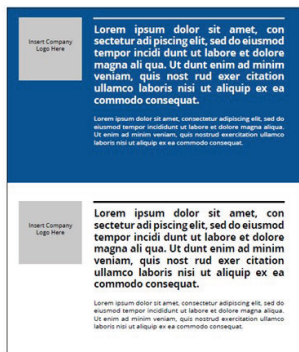 Insert Company
Logo Here
Lorem ipsum dolor sit amet, con
sectetur adi piscing elit, sed do eiusmod
tempor incidi dunt ut labore et dolore
magna ali qua. Ut dunt enim ad minim
veniam, quis nost rud exer citation
ullamco laboris nisi ut aliquip ex ea
commodo consequat.
Lorem ipsum dolor sit amet, consectetur adipiscing elit, sed do
eiusmod tempor incididunt ut labore et dolore magna aliqua.
Ut enim ad minim veniam, quis nostrud exercitation ullamco
laboris nisi ut aliquip ex ea commodo consequat.
Insert Company
Logo Here
Lorem ipsum dolor sit amet, con
sectetur adi piscing elit, sed do eiusmod
tempor incidi dunt ut labore et dolore
magna ali qua. Ut dunt enim ad minim
veniam, quis nost rud exer citation
ullamco laboris nisi ut aliquip ex ea
commodo consequat.
Lorem ipsum dolor sit amet, consectetur adipiscing elit, sed do
eiusmod tempor incididunt ut labore et dolore magna aliqua.
Ut enim ad minim veniam, quis nostrud exercitation ullamco
laboris nisi ut aliquip ex ea commodo consequat.